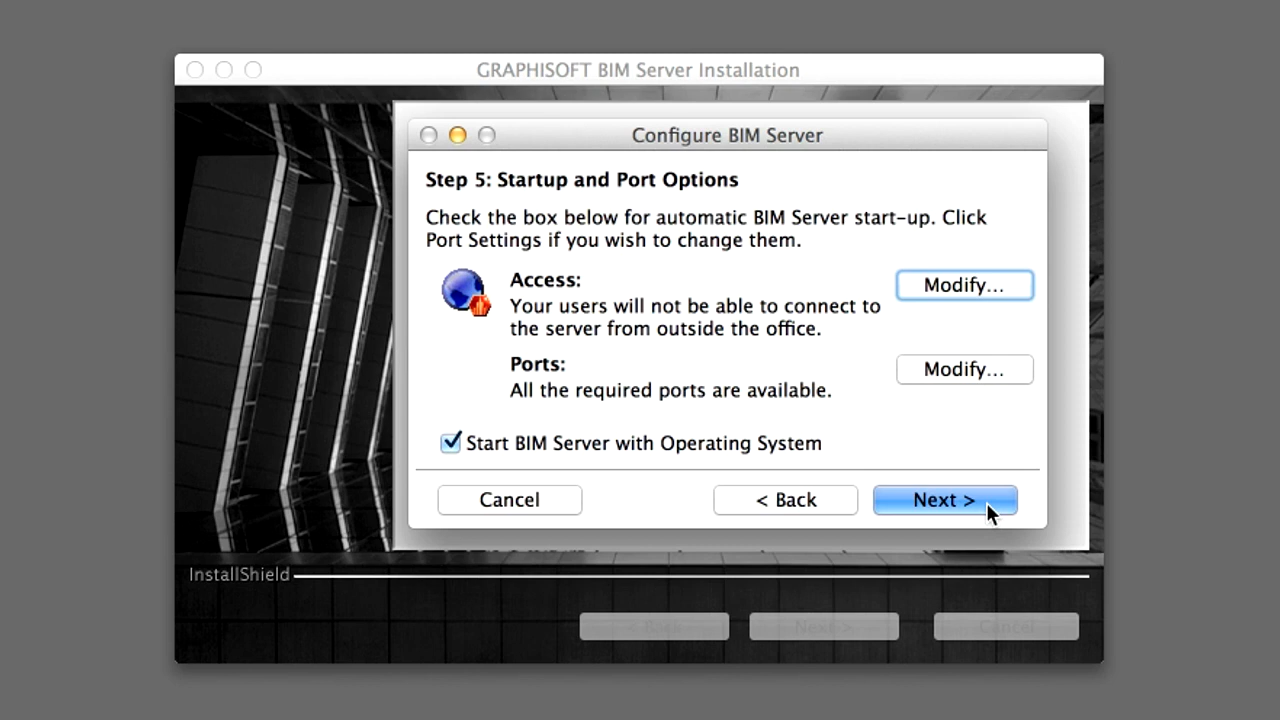 GRAPHISOFT BIM Server Installation
Configure BIM Server
Step 5: Startup and Port Options
Check the box below for automatic BIM Server start-up. Click
Port Settings if you wish to change them.
Access:
Modify...
Your users will not be able to connect to
the server from outside the office.
Ports:
Modify...
All the required ports are available.
Start BIM Server with Operating System
Cancel
< Back
Next >
InstallShield
< Back
Next >
Cancel